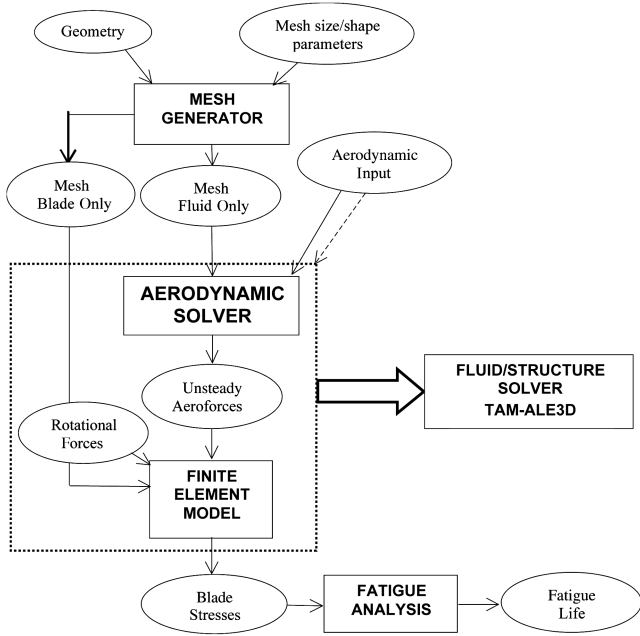 Geometry
Mesh size/shape
parameters
MESH
GENERATOR
Aerodynamic
Input
Mesh
Blade Only
Mesh
Fluid Only
AERODYNAMIC
SOLVER
FLUID/STRUCTURE
SOLVER
TAM-ALE3D
Unsteady
Aeroforces
Rotational
Forces
FINITE
ELEMENT
MODEL
Blade
Stresses
FATIGUE
ANALYSIS
Fatigue
Life